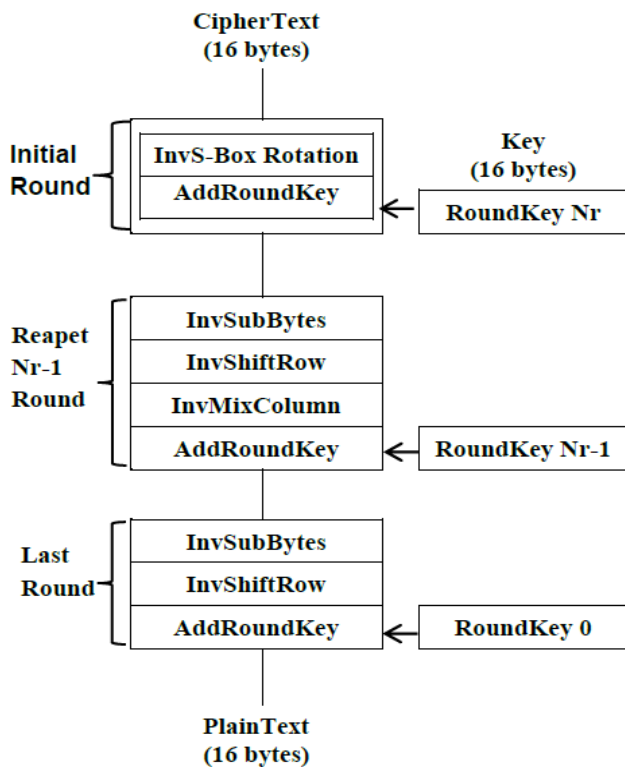 CipherText
(16 bytes)
Initial
Round
InvS-Box Rotation
AddRoundKey
Key
(16 bytes)
RoundKey Nr
Reapet
Nr-1
Round
InvSubBytes
InvShiftRow
InvMixColumn
AddRoundKey
RoundKey Nr-1
Last
Round
InvSubBytes
InvShiftRow
AddRoundKey
RoundKey 0
PlainText
(16 bytes)